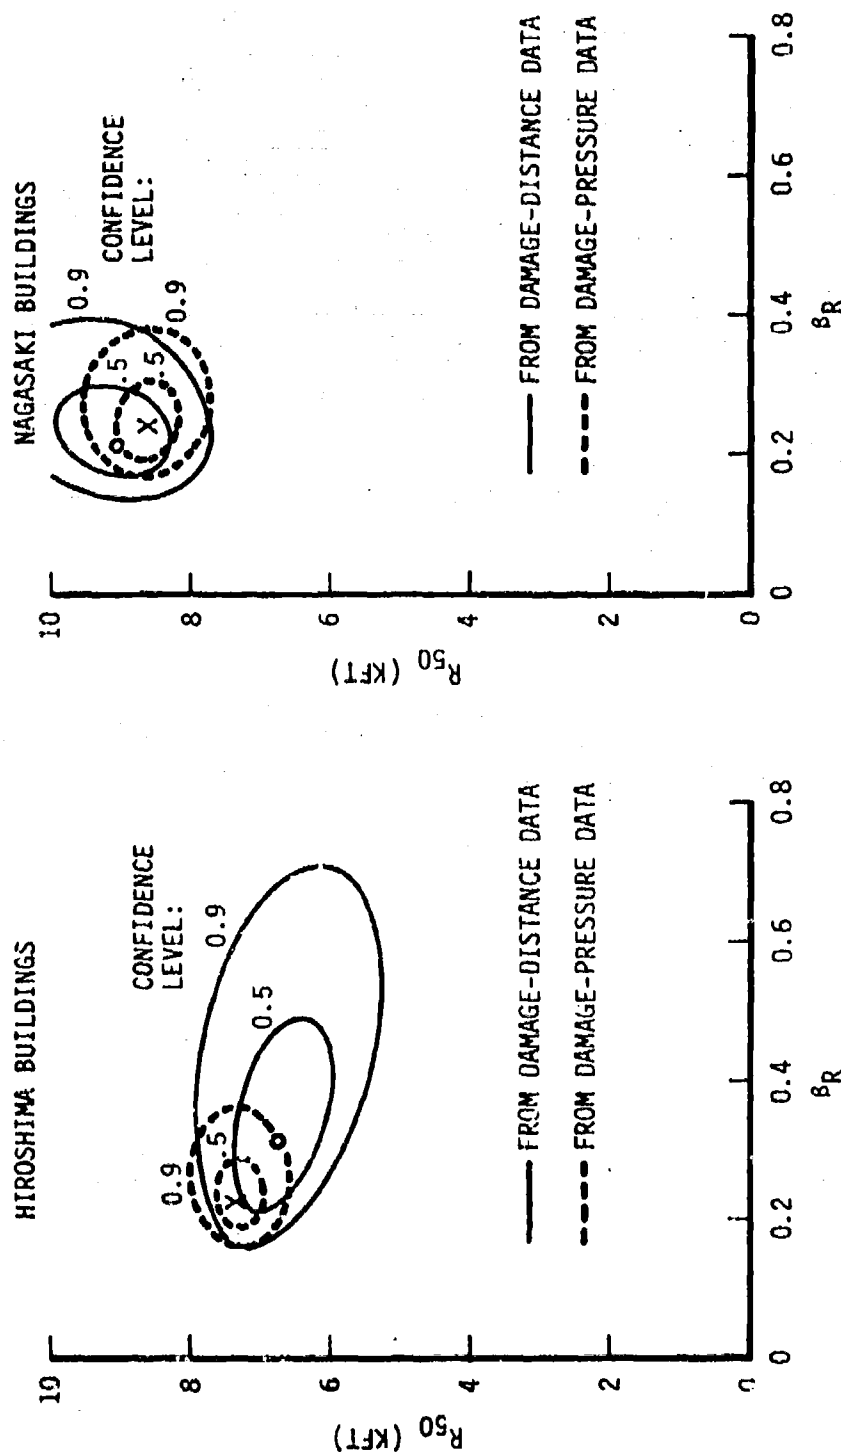 HIROSHIMA BUILDINGS
CONFIDENCE
LEVEL:
0.9
0.9
.5
0.5
X
10
8
6
4
2
0
R50 (KFT)
FROM DAMAGE-DISTANCE DATA
FROM DAMAGE-PRESSURE DATA
0 0.2 0.4 0.6 0.8
βR
NAGASAKI BUILDINGS
CONFIDENCE
LEVEL:
0.9
0.9
.5
.5
X
10
8
6
4
2
0
R50 (KFT)
FROM DAMAGE-DISTANCE DATA
FROM DAMAGE-PRESSURE DATA
0 0.2 0.4 0.6 0.8
βR